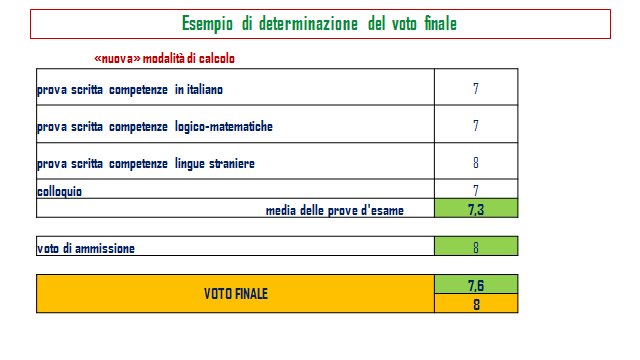 Esempio di determinazione del voto finale
«nuova» modalità di calcolo
prova scritta competenze in italiano 7
prova scritta competenze logico-matematiche 7
prova scritta competenze lingue straniere 8
colloquio 7
media delle prove d'esame 7,3
voto di ammissione 8
VOTO FINALE 7,6
8